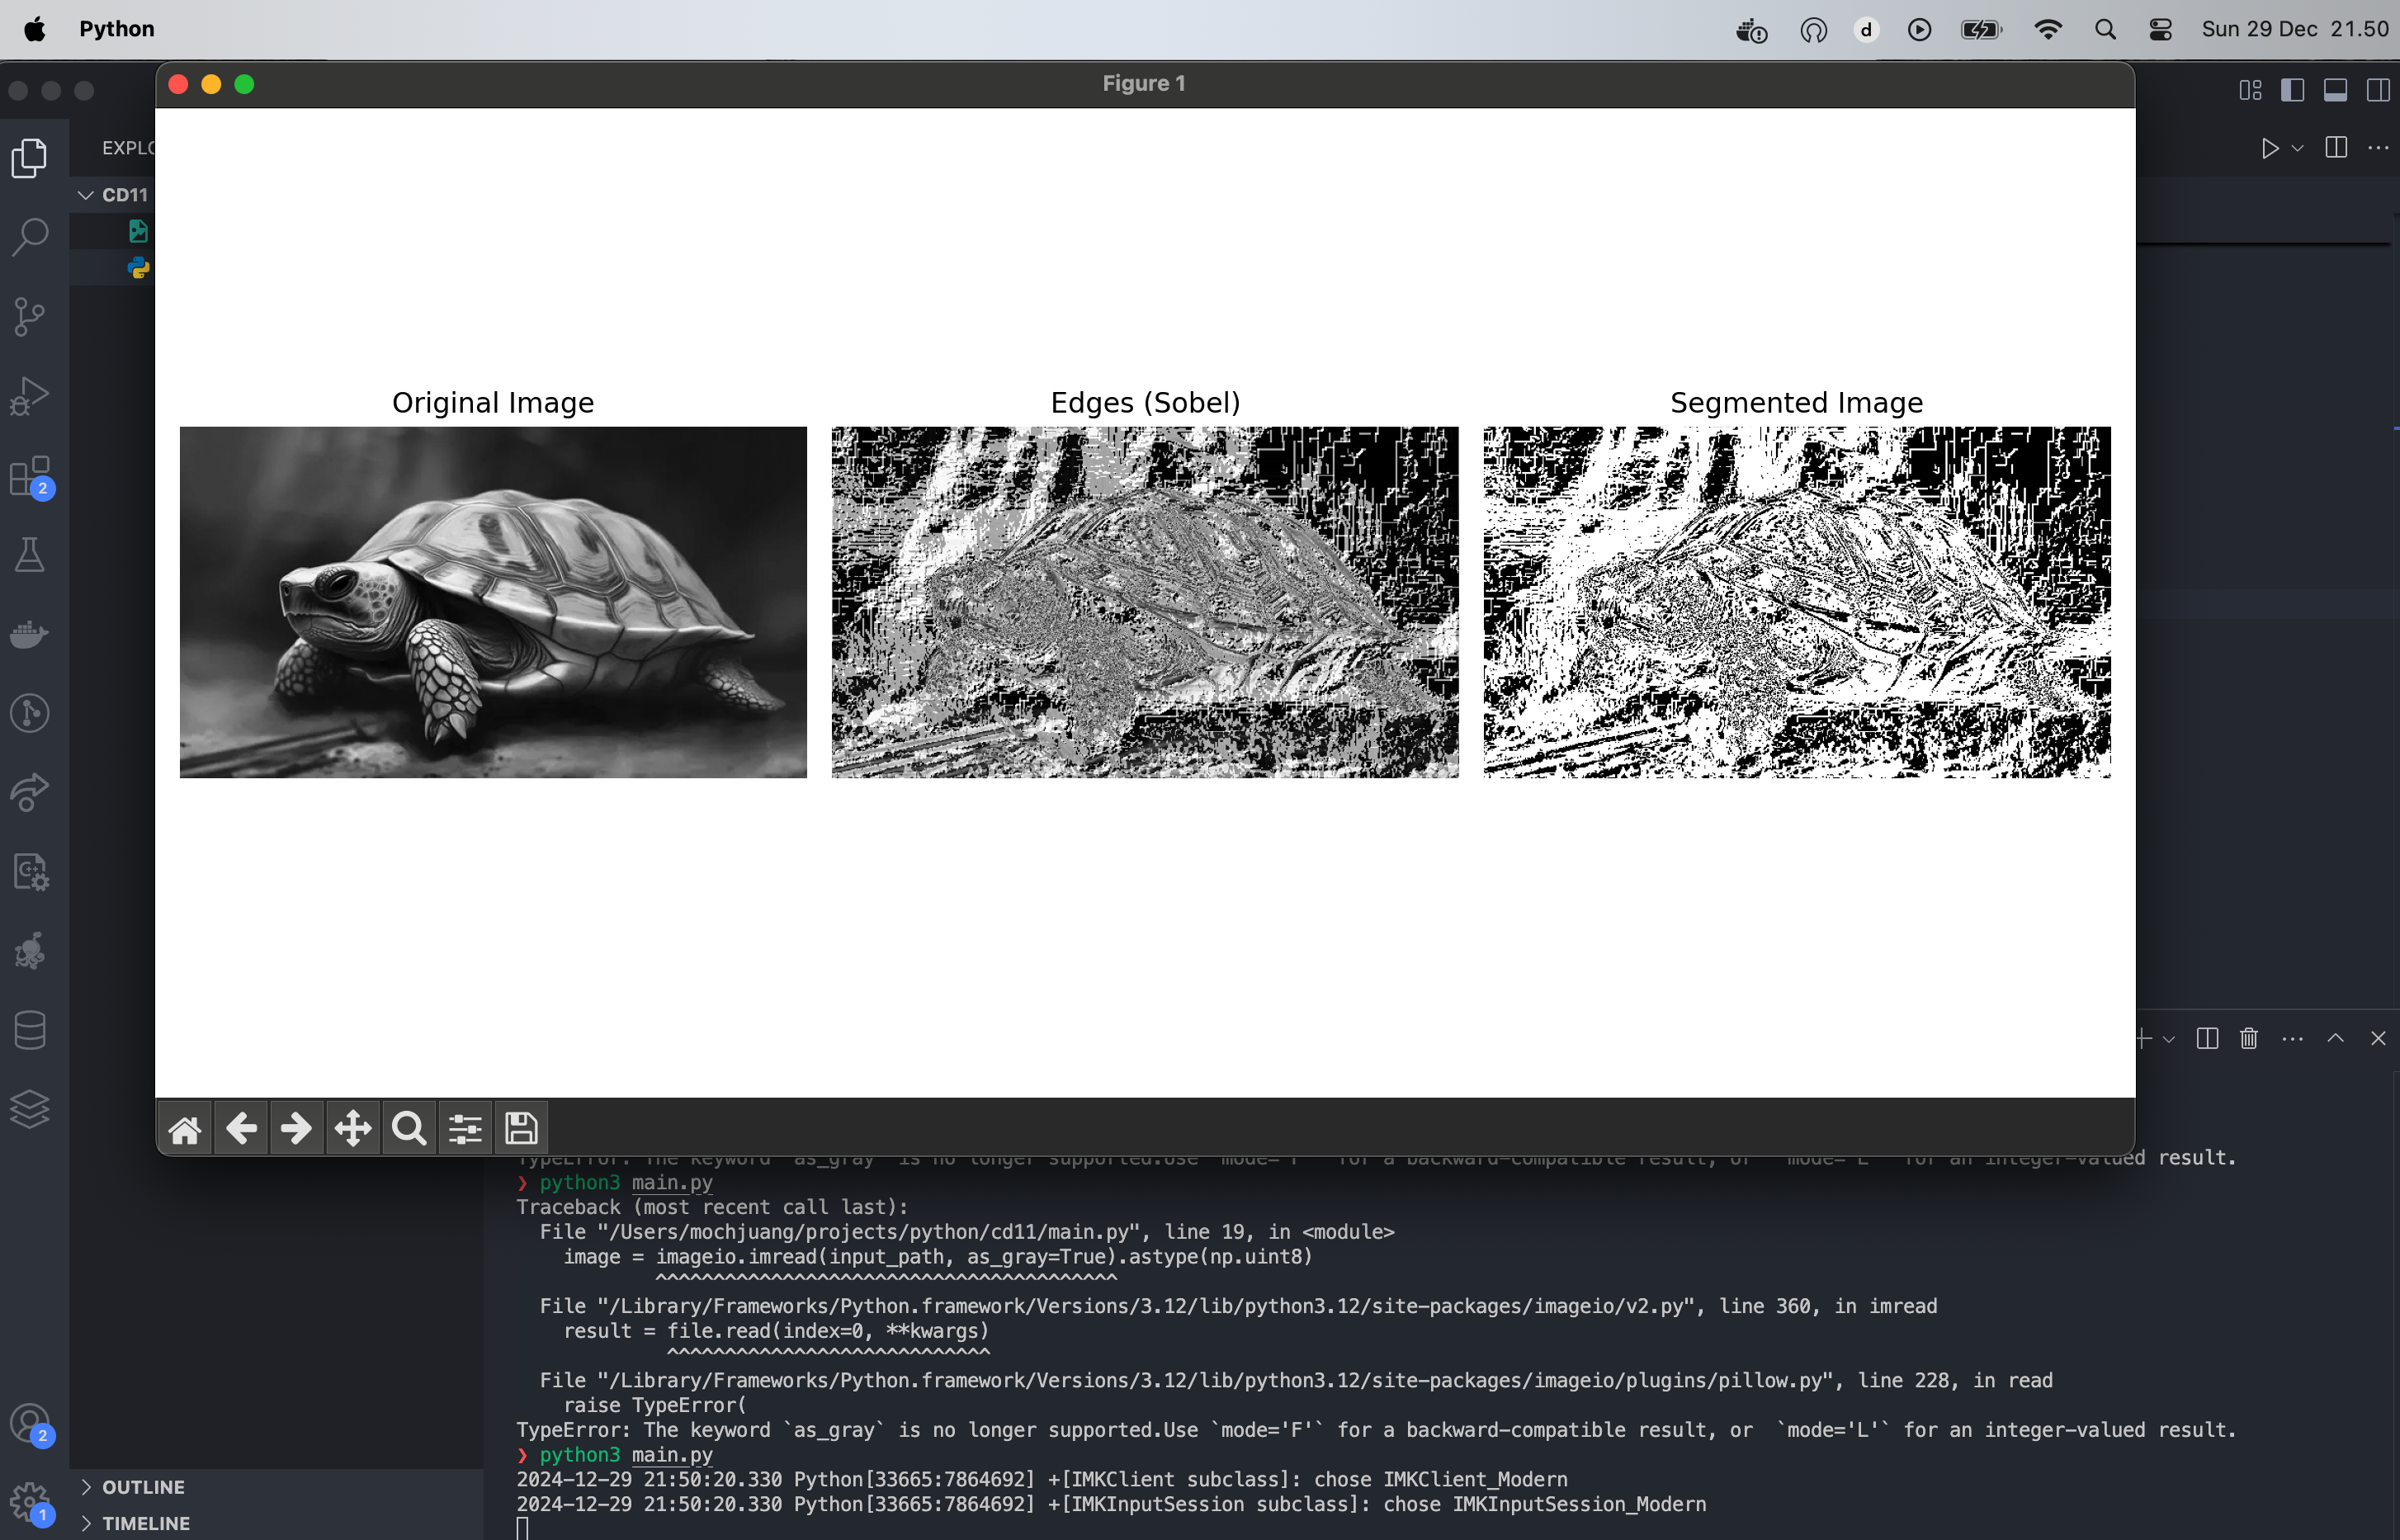 Python
d
Sun 29 Dec 21.50
Figure 1
EXPLO
CD11
2
Original Image
Edges (Sobel)
Segmented Image
TypeError: The keyword `as_gray` is no longer supported.Use `mode='F'` for a backward-compatible result, or `mode='L'` for an integer-valued result.
❯ python3 main.py
Traceback (most recent call last):
File "/Users/mochjuang/projects/python/cd11/main.py", line 19, in <module>
image = imageio.imread(input_path, as_gray=True).astype(np.uint8)
^^^^^^^^^^^^^^^^^^^^^^^^^^^^^^^^^^^^^^^^
File "/Library/Frameworks/Python.framework/Versions/3.12/lib/python3.12/site-packages/imageio/v2.py", line 360, in imread
result = file.read(index=0, **kwargs)
^^^^^^^^^^^^^^^^^^^^^^^^^^^^
File "/Library/Frameworks/Python.framework/Versions/3.12/lib/python3.12/site-packages/imageio/plugins/pillow.py", line 228, in read
raise TypeError(
TypeError: The keyword `as_gray` is no longer supported.Use `mode='F'` for a backward-compatible result, or  `mode='L'` for an integer-valued result.
❯ python3 main.py
2024-12-29 21:50:20.330 Python[33665:7864692] +[IMKClient subclass]: chose IMKClient_Modern
2024-12-29 21:50:20.330 Python[33665:7864692] +[IMKInputSession subclass]: chose IMKInputSession_Modern
2
OUTLINE
1
TIMELINE